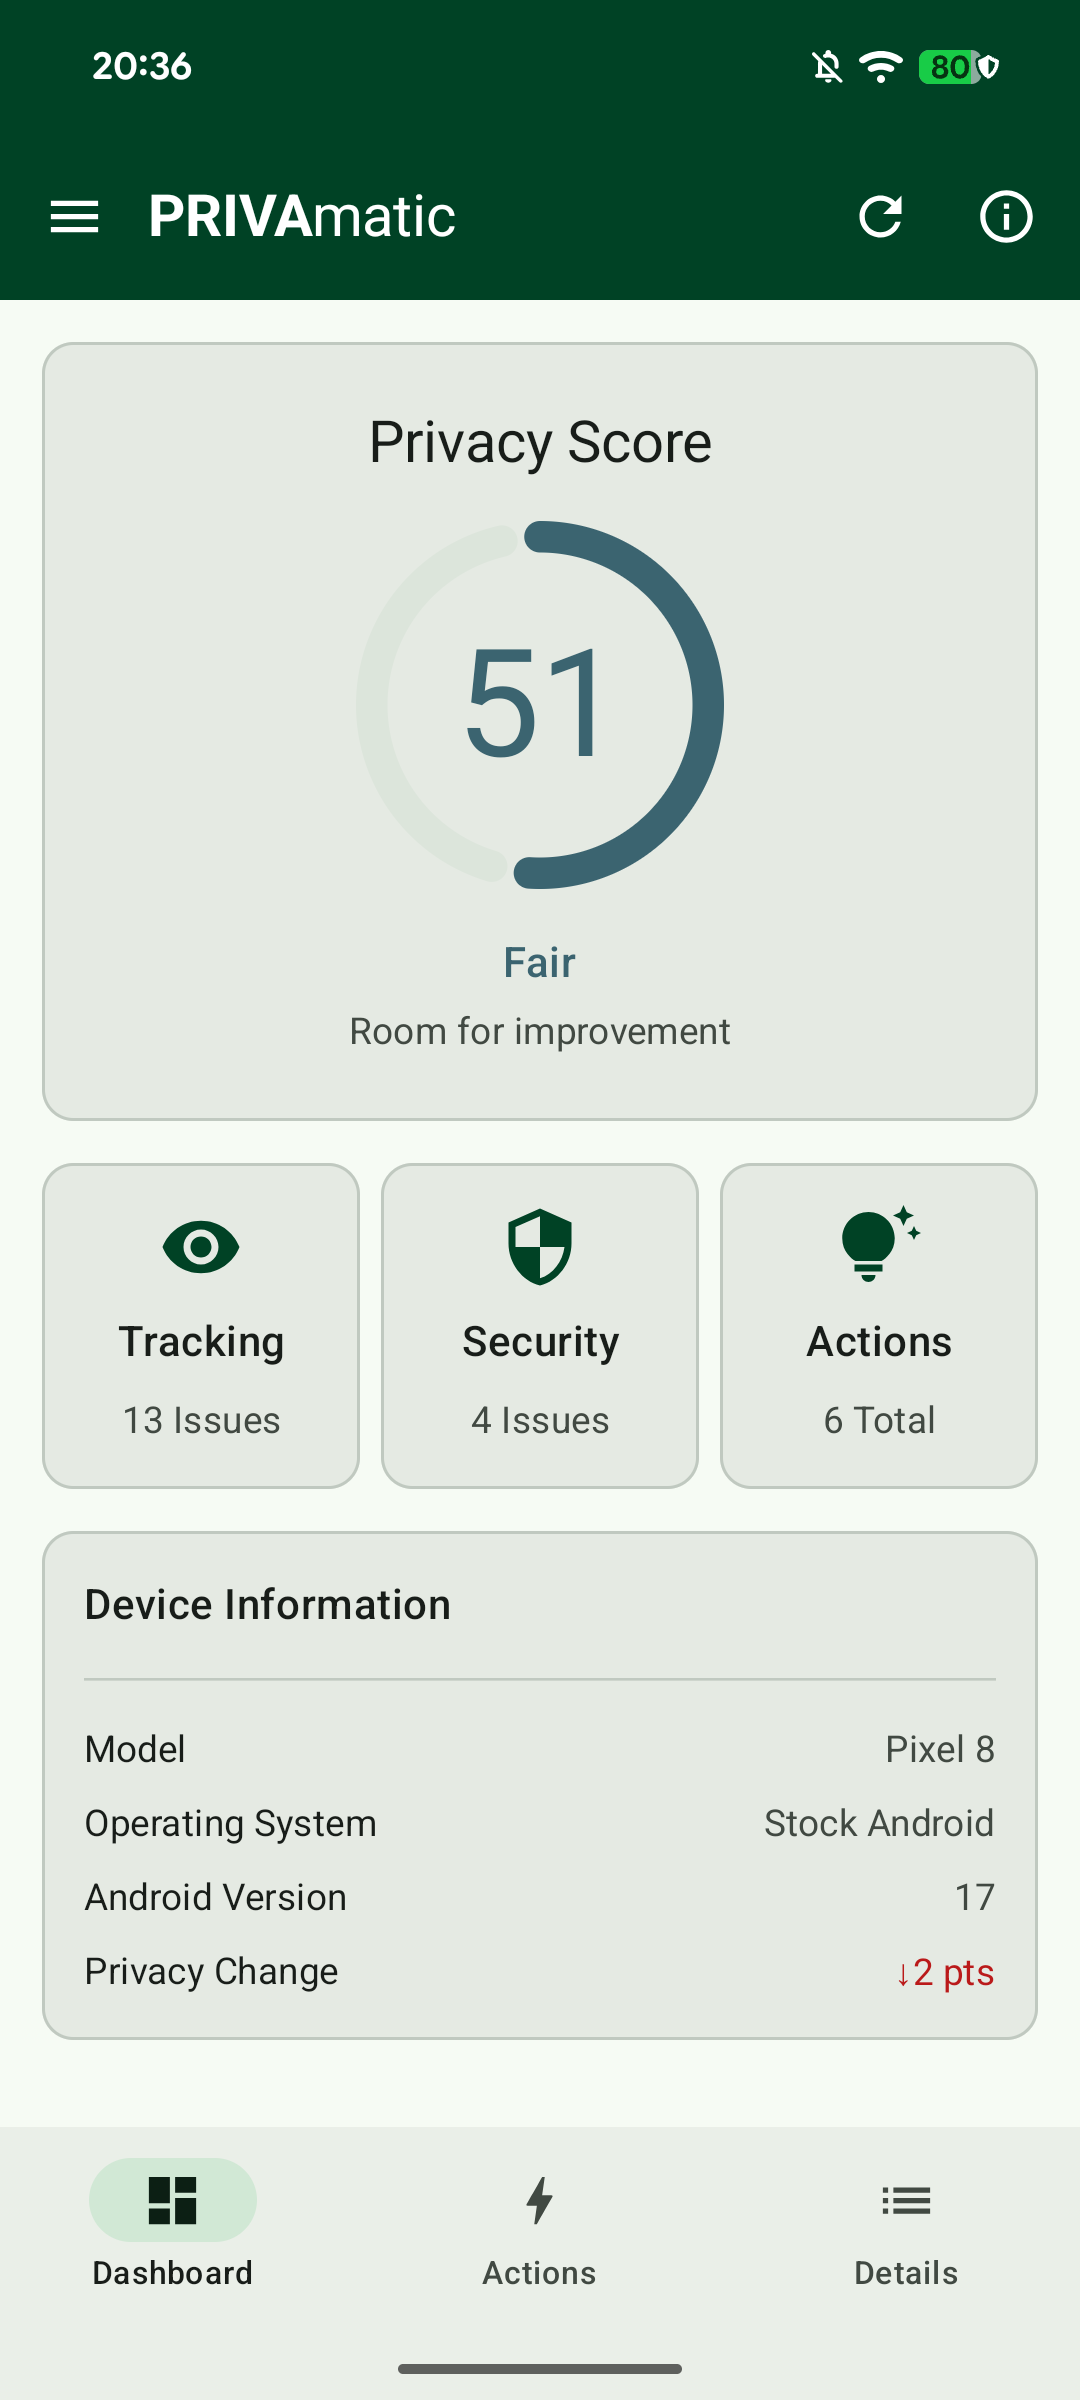 20:36
80
PRIVAmatic
Privacy Score
51
Fair
Room for improvement
Tracking
13 Issues
Security
4 Issues
Actions
6 Total
Device Information
Model Pixel 8
Operating System Stock Android
Android Version 17
Privacy Change ↓2 pts
Dashboard Actions Details